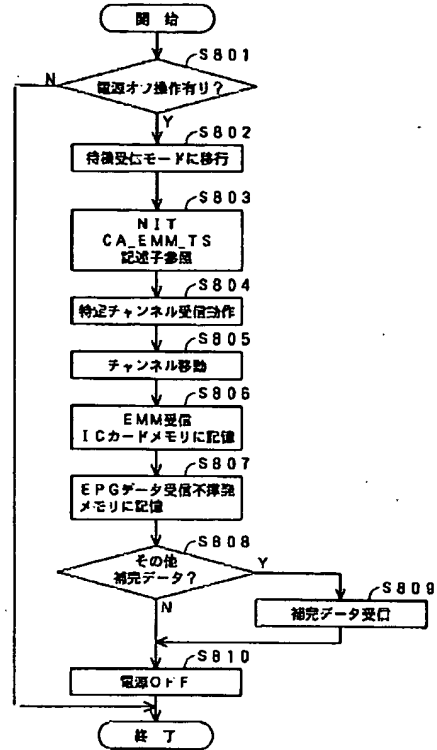 開 始
S801
N
電源オフ操作有り?
Y
S802
待機受信モードに移行
S803
NIT
CA_EMM_TS
記述子参照
S804
特定チャンネル受信動作
S805
チャンネル移動
S806
EMM受信
ICカードメモリに記憶
S807
EPGデータ受信不揮発
メモリに記憶
S808
その他
補完データ?
Y
N
S809
補完データ受信
S810
電源OFF
終 了